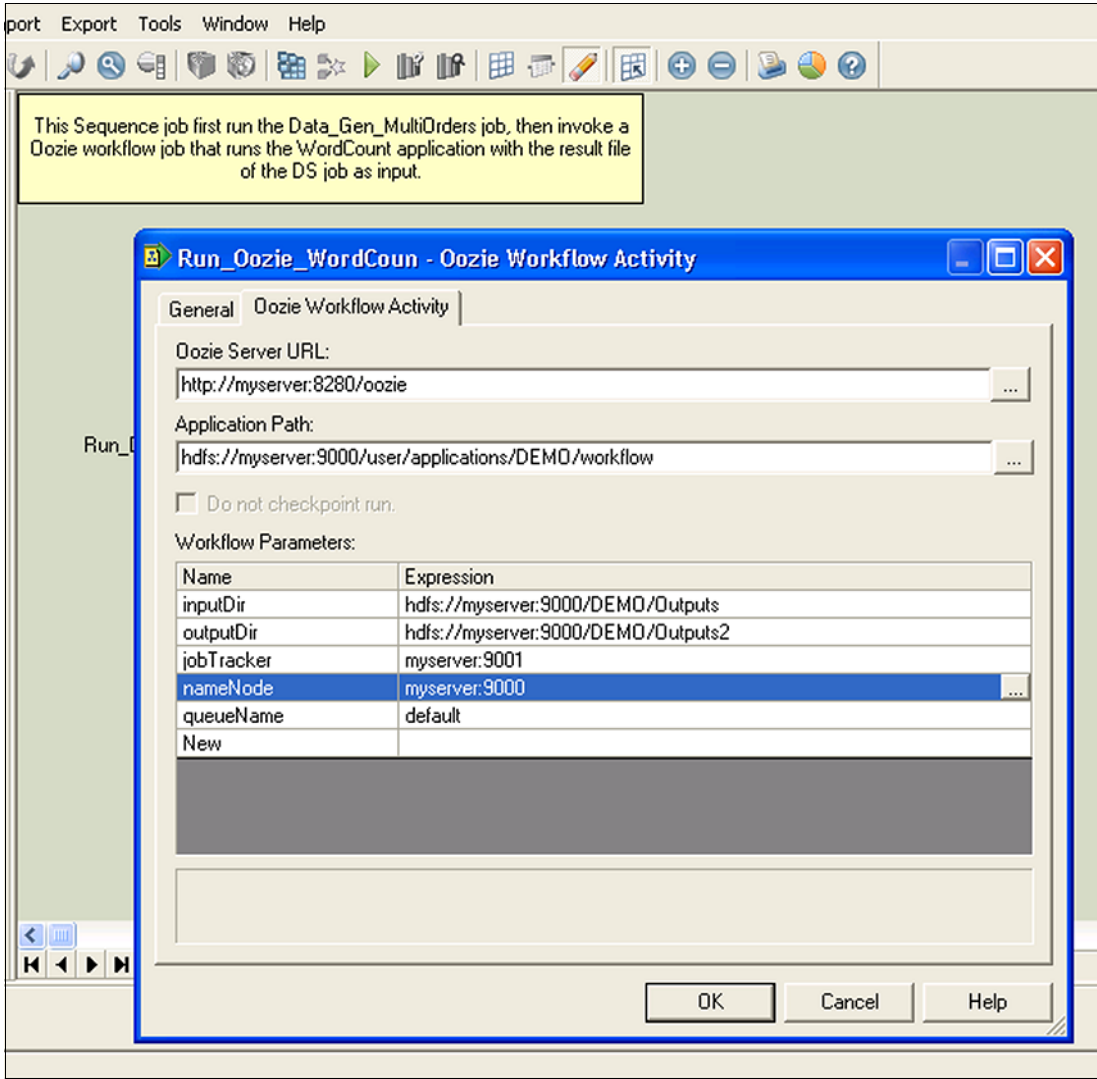 port Export Tools Window Help
This Sequence job first run the Data_Gen_MultiOrders job, then invoke a
Oozie workflow job that runs the WordCount application with the result file
of the DS job as input.
Run_Oozie_WordCoun - Oozie Workflow Activity
General Oozie Workflow Activity
Oozie Server URL:
http://myserver:8280/oozie ...
Application Path:
Run_D
hdfs://myserver:9000/user/applications/DEMO/workflow ...
Do not checkpoint run.
Workflow Parameters:
Name Expression
inputDir hdfs://myserver:9000/DEMO/Outputs
outputDir hdfs://myserver:9000/DEMO/Outputs2
jobTracker myserver:9001
nameNode myserver:9000 ...
queueName default
New
OK Cancel Help